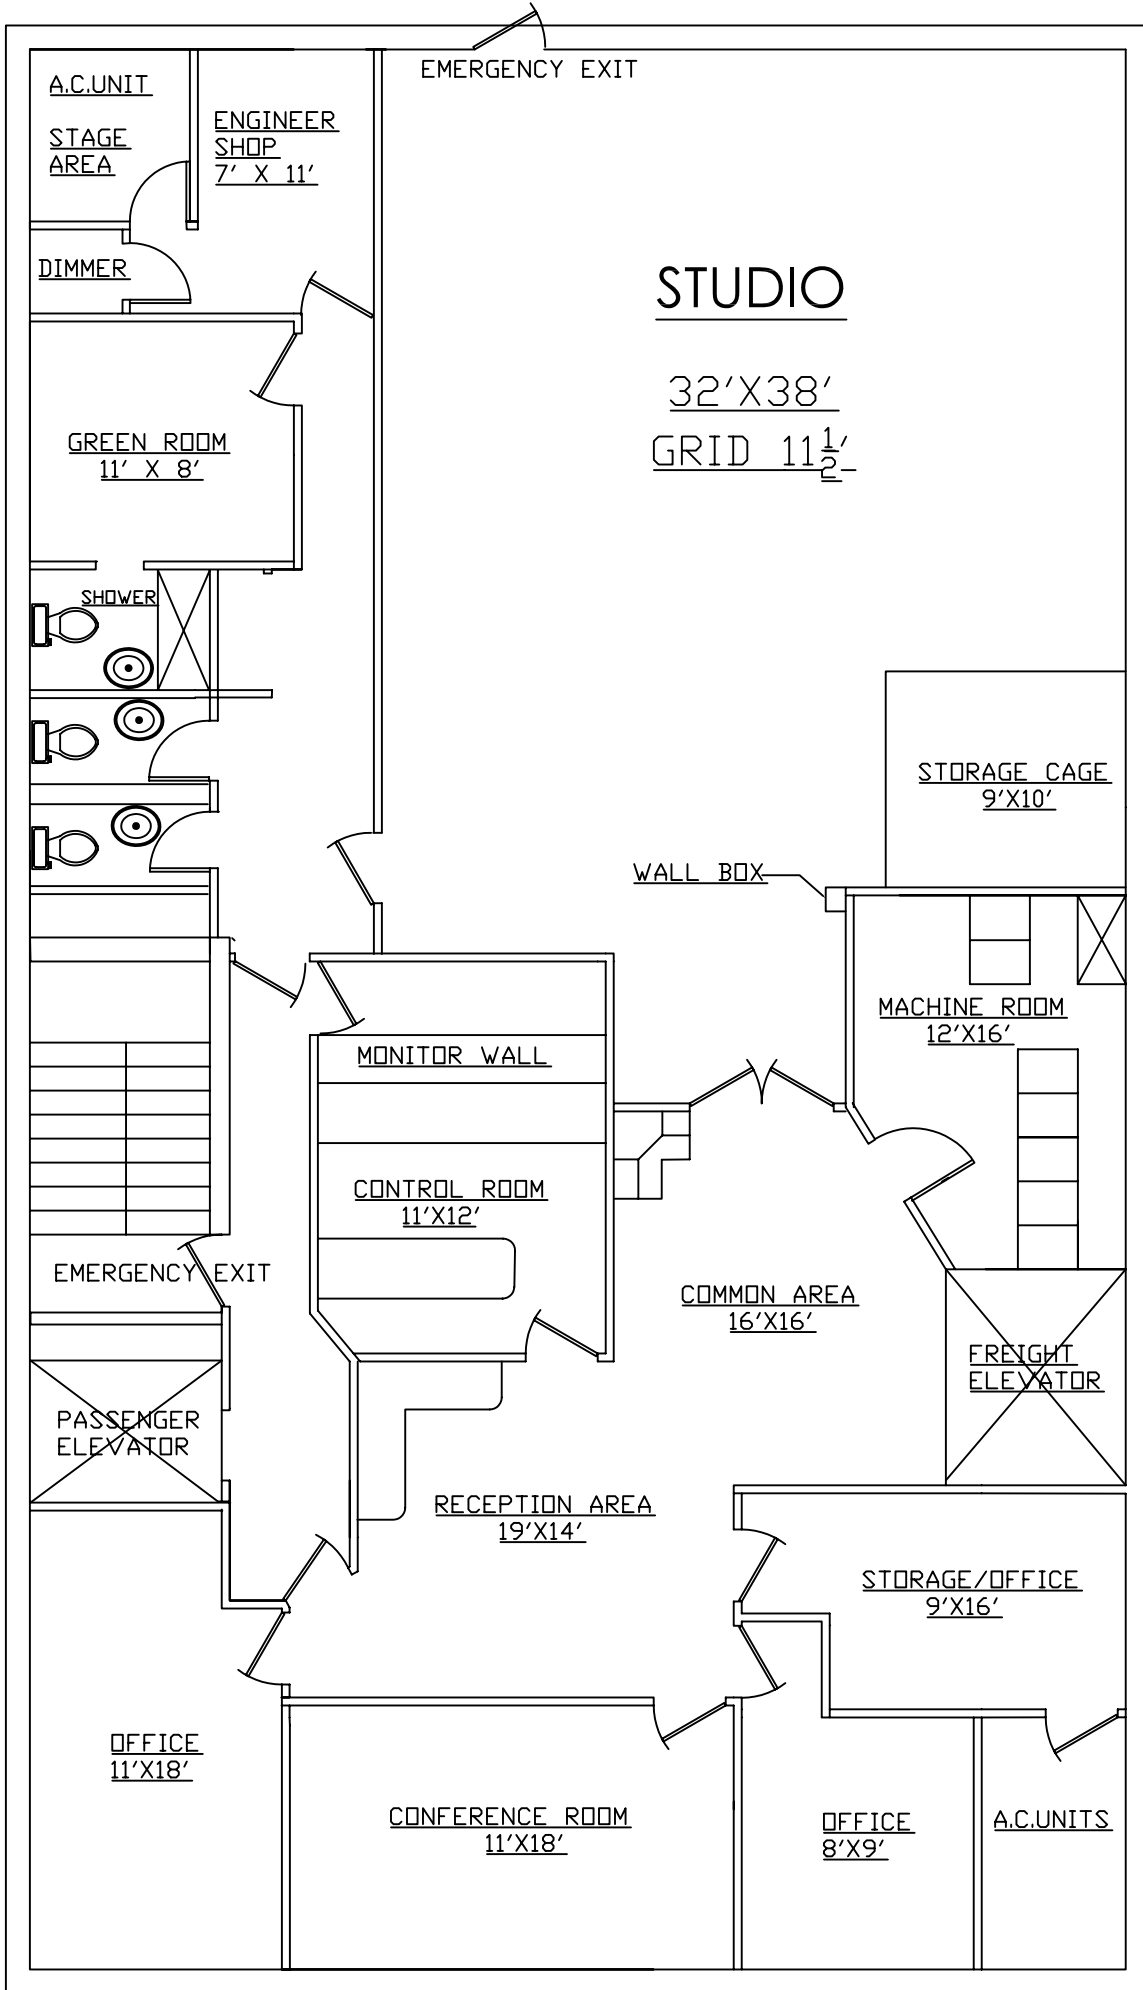 EMERGENCY EXIT
A.C.UNIT
STAGE
AREA
ENGINEER
SHOP
7' X 11'
DIMMER
STUDIO
32'X38'
GRID 11 1/2'
GREEN ROOM
11' X 8'
SHOWER
STORAGE CAGE
9'X10'
WALL BOX
MACHINE ROOM
12'X16'
MONITOR WALL
CONTROL ROOM
11'X12'
EMERGENCY EXIT
COMMON AREA
16'X16'
FREIGHT
ELEVATOR
PASSENGER
ELEVATOR
RECEPTION AREA
19'X14'
STORAGE/OFFICE
9'X16'
OFFICE
11'X18'
CONFERENCE ROOM
11'X18'
OFFICE
8'X9'
A.C.UNITS